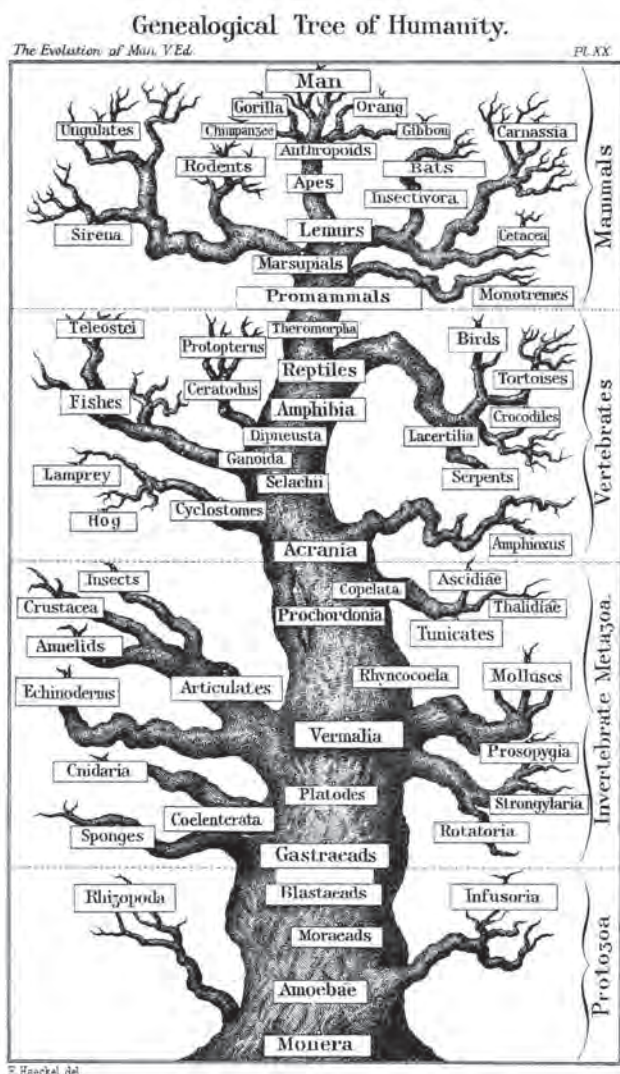 Genealogical Tree of Humanity.
The Evolution of Man, V Ed.
Pl. XX
Man
Gorilla
Orang
Ungulates
Chimpanzee
Gibbon
Carnassia
Anthropoids
Rodents
Bats
Apes
Insectivora
Sirena
Lemurs
Cetacea
Marsupials
Promammals
Monotremes
Mammals
Teleostei
Theromorpha
Birds
Protopterus
Reptiles
Tortoises
Ceratodus
Fishes
Amphibia
Crocodiles
Dipneusta
Lacertilia
Ganoida
Serpents
Lamprey
Selachii
Hog
Cyclostomes
Amphioxus
Acrania
Vertebrates
Insects
Ascidiæ
Copelata
Crustacea
Thalidiæ
Prochordonia
Tunicates
Annelids
Rhyncocoela
Molluscs
Echinoderms
Articulates
Vermalia
Prosopygia
Cnidaria
Platodes
Strongylaria
Coelenterata
Sponges
Rotatoria
Gastraeads
Invertebrate Metazoa
Rhizopoda
Blastaeads
Infusoria
Moraeads
Amoebae
Monera
Protozoa
E. Haeckel del.